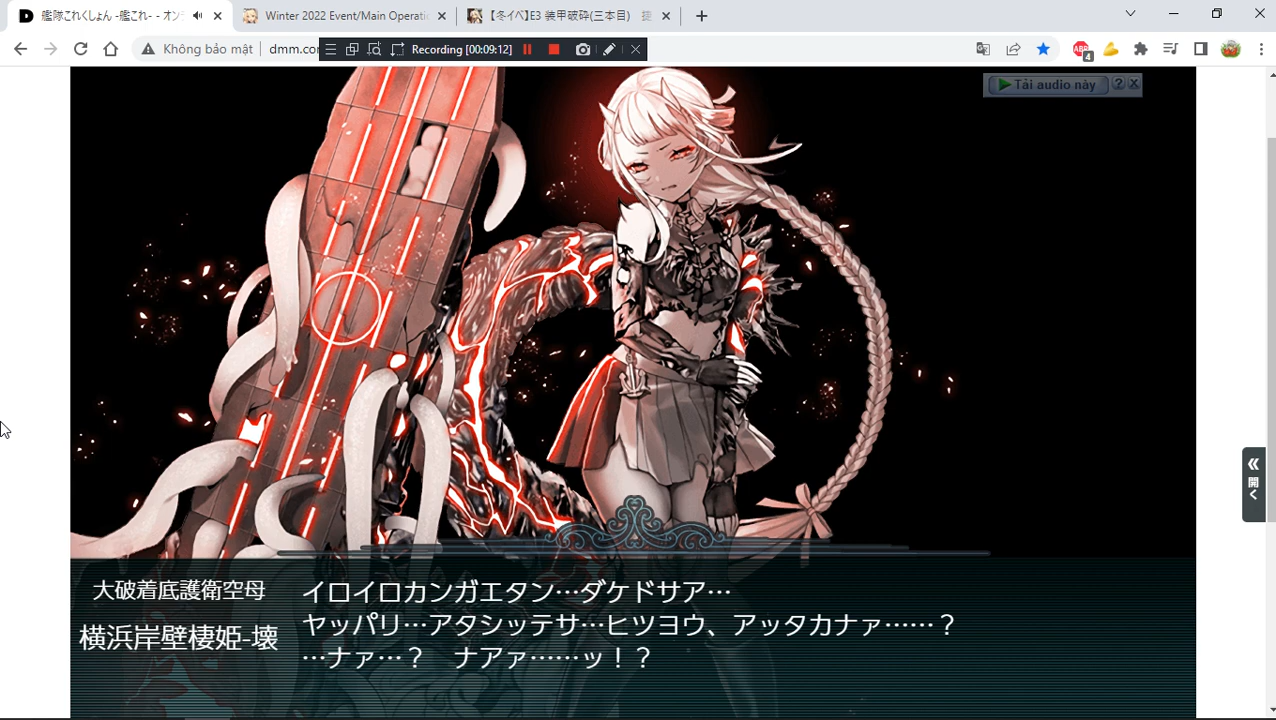 艦隊これくしょん -艦これ- - オン
Winter 2022 Event/Main Operati
【冬イベ】E3 装甲破砕(三本目)
Không bảo mật
dmm.co
Recording [00:09:12]
ABP
4
Tải audio này
?
開
大破着底護衛空母
横浜岸壁棲姫-壊
イロイロカンガエタン…ダケドサア…
ヤッパリ…アタシッテサ…ヒツヨウ、アッタカナァ……？
…ナァ…？　ナアァ……ッ！？